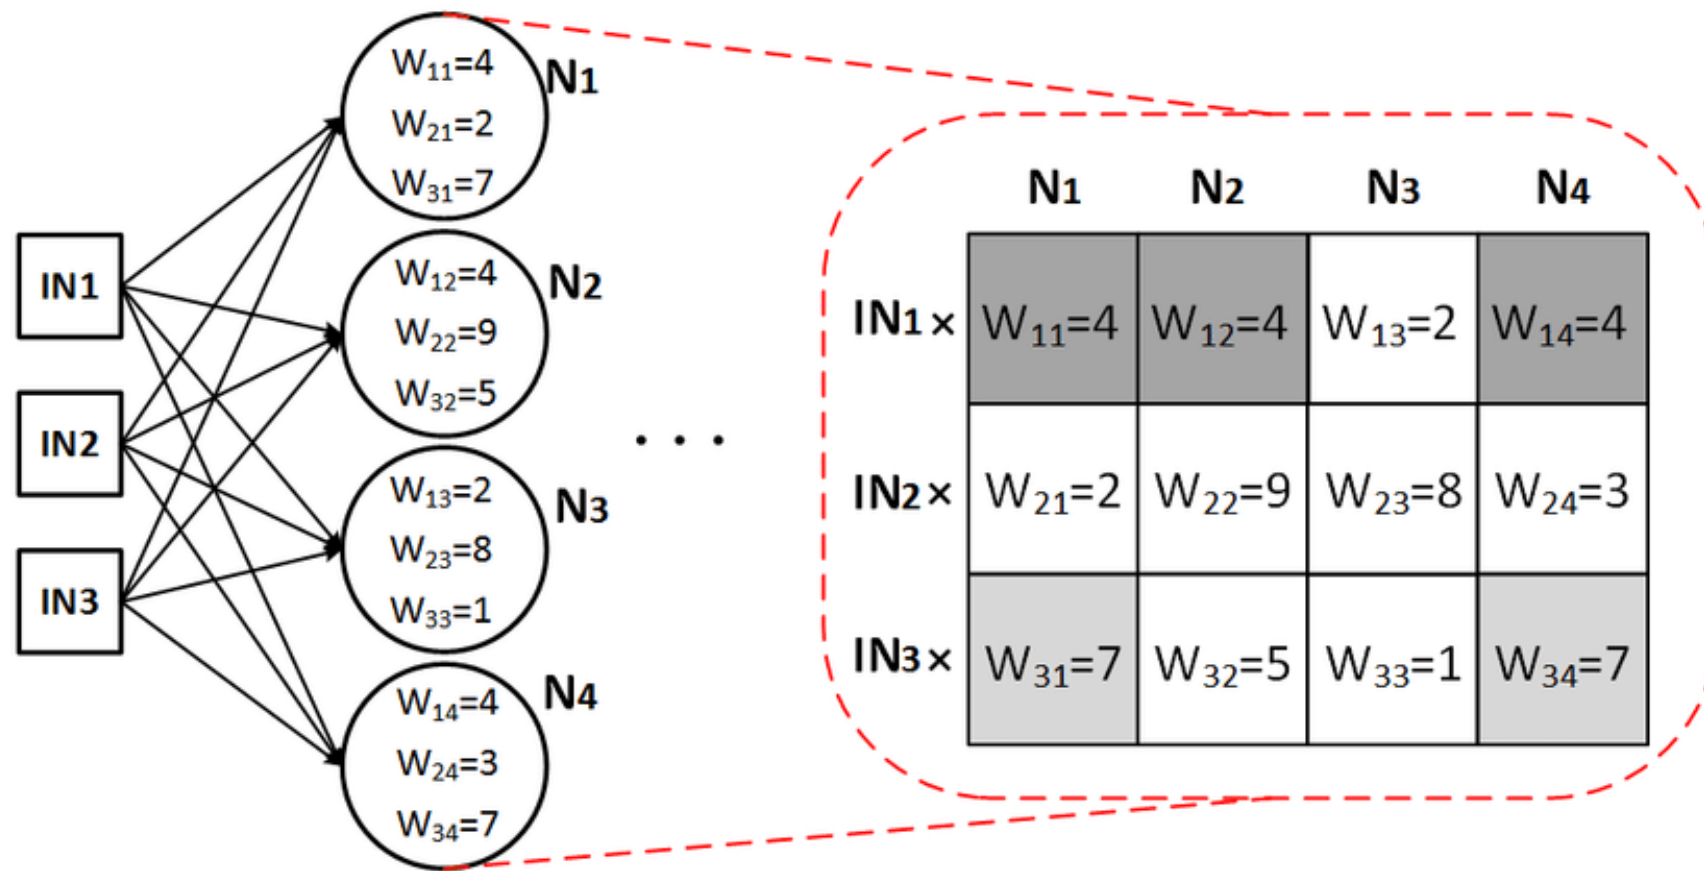 IN1
IN2
IN3
W11=4
W21=2
W31=7
N1
W12=4
W22=9
W32=5
N2
W13=2
W23=8
W33=1
N3
W14=4
W24=3
W34=7
N4
. . .
N1 N2 N3 N4
IN1× W11=4 W12=4 W13=2 W14=4
IN2× W21=2 W22=9 W23=8 W24=3
IN3× W31=7 W32=5 W33=1 W34=7